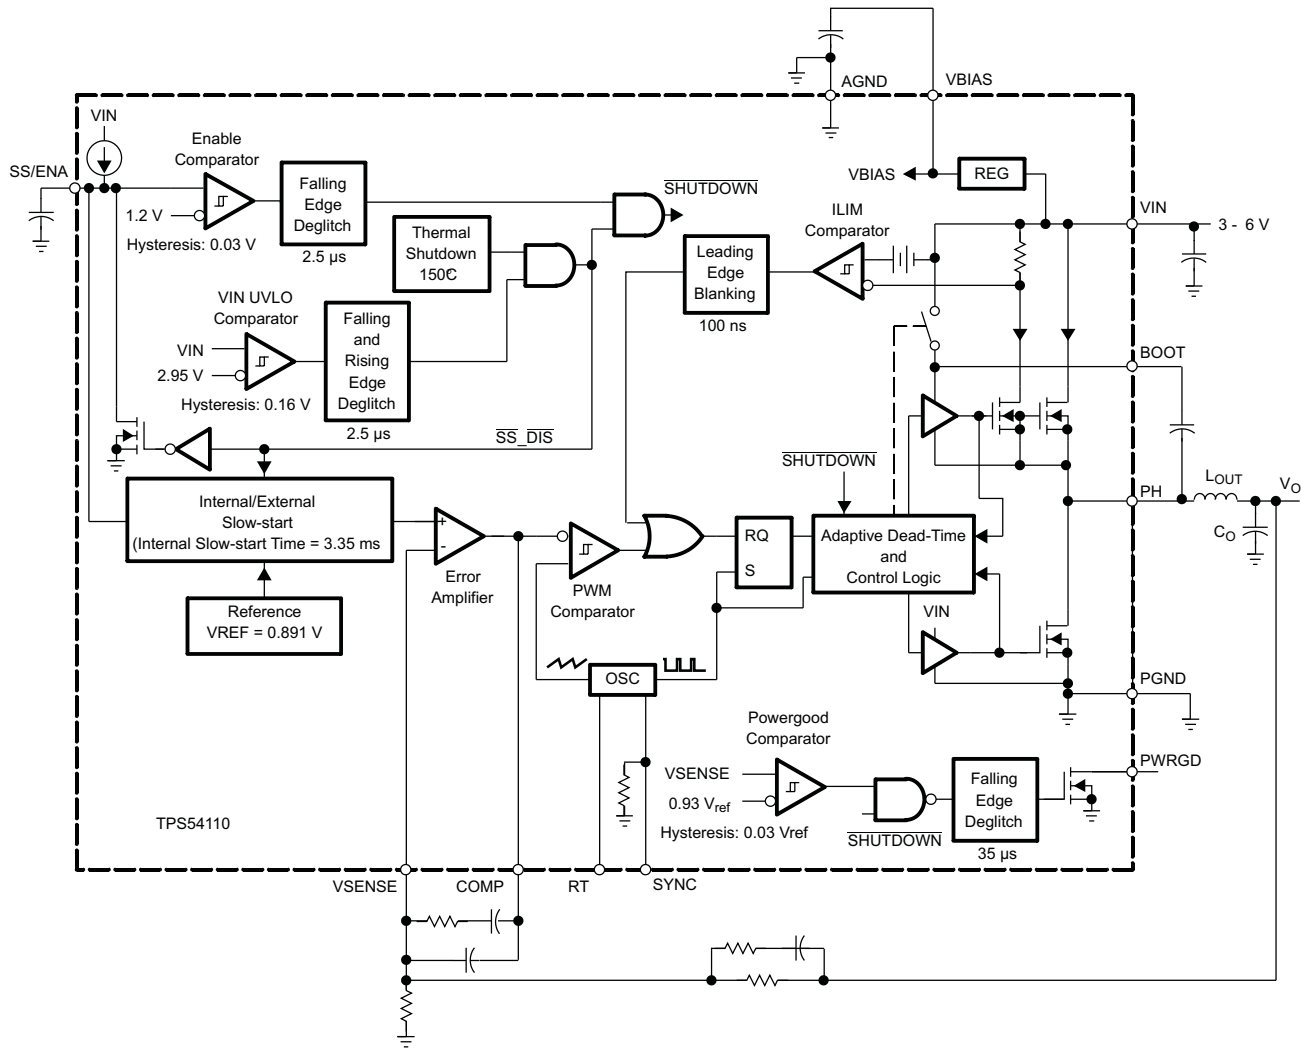 AGND
VBIAS
VIN
SS/ENA
Enable
Comparator
1.2 V
Hysteresis: 0.03 V
Falling
Edge
Deglitch
2.5 µs
SHUTDOWN
VBIAS
REG
Thermal
Shutdown
150℃
ILIM
Comparator
Leading
Edge
Blanking
100 ns
VIN
3 - 6 V
VIN UVLO
Comparator
VIN
2.95 V
Hysteresis: 0.16 V
Falling
and
Rising
Edge
Deglitch
2.5 µs
BOOT
SS_DIS
SHUTDOWN
PH
LOUT
VO
CO
Internal/External
Slow-start
(Internal Slow-start Time = 3.35 ms
+
-
Error
Amplifier
PWM
Comparator
RQ
S
Adaptive Dead-Time
and
Control Logic
Reference
VREF = 0.891 V
VIN
OSC
PGND
Powergood
Comparator
VSENSE
0.93 Vref
Hysteresis: 0.03 Vref
SHUTDOWN
Falling
Edge
Deglitch
35 µs
PWRGD
TPS54110
VSENSE
COMP
RT
SYNC